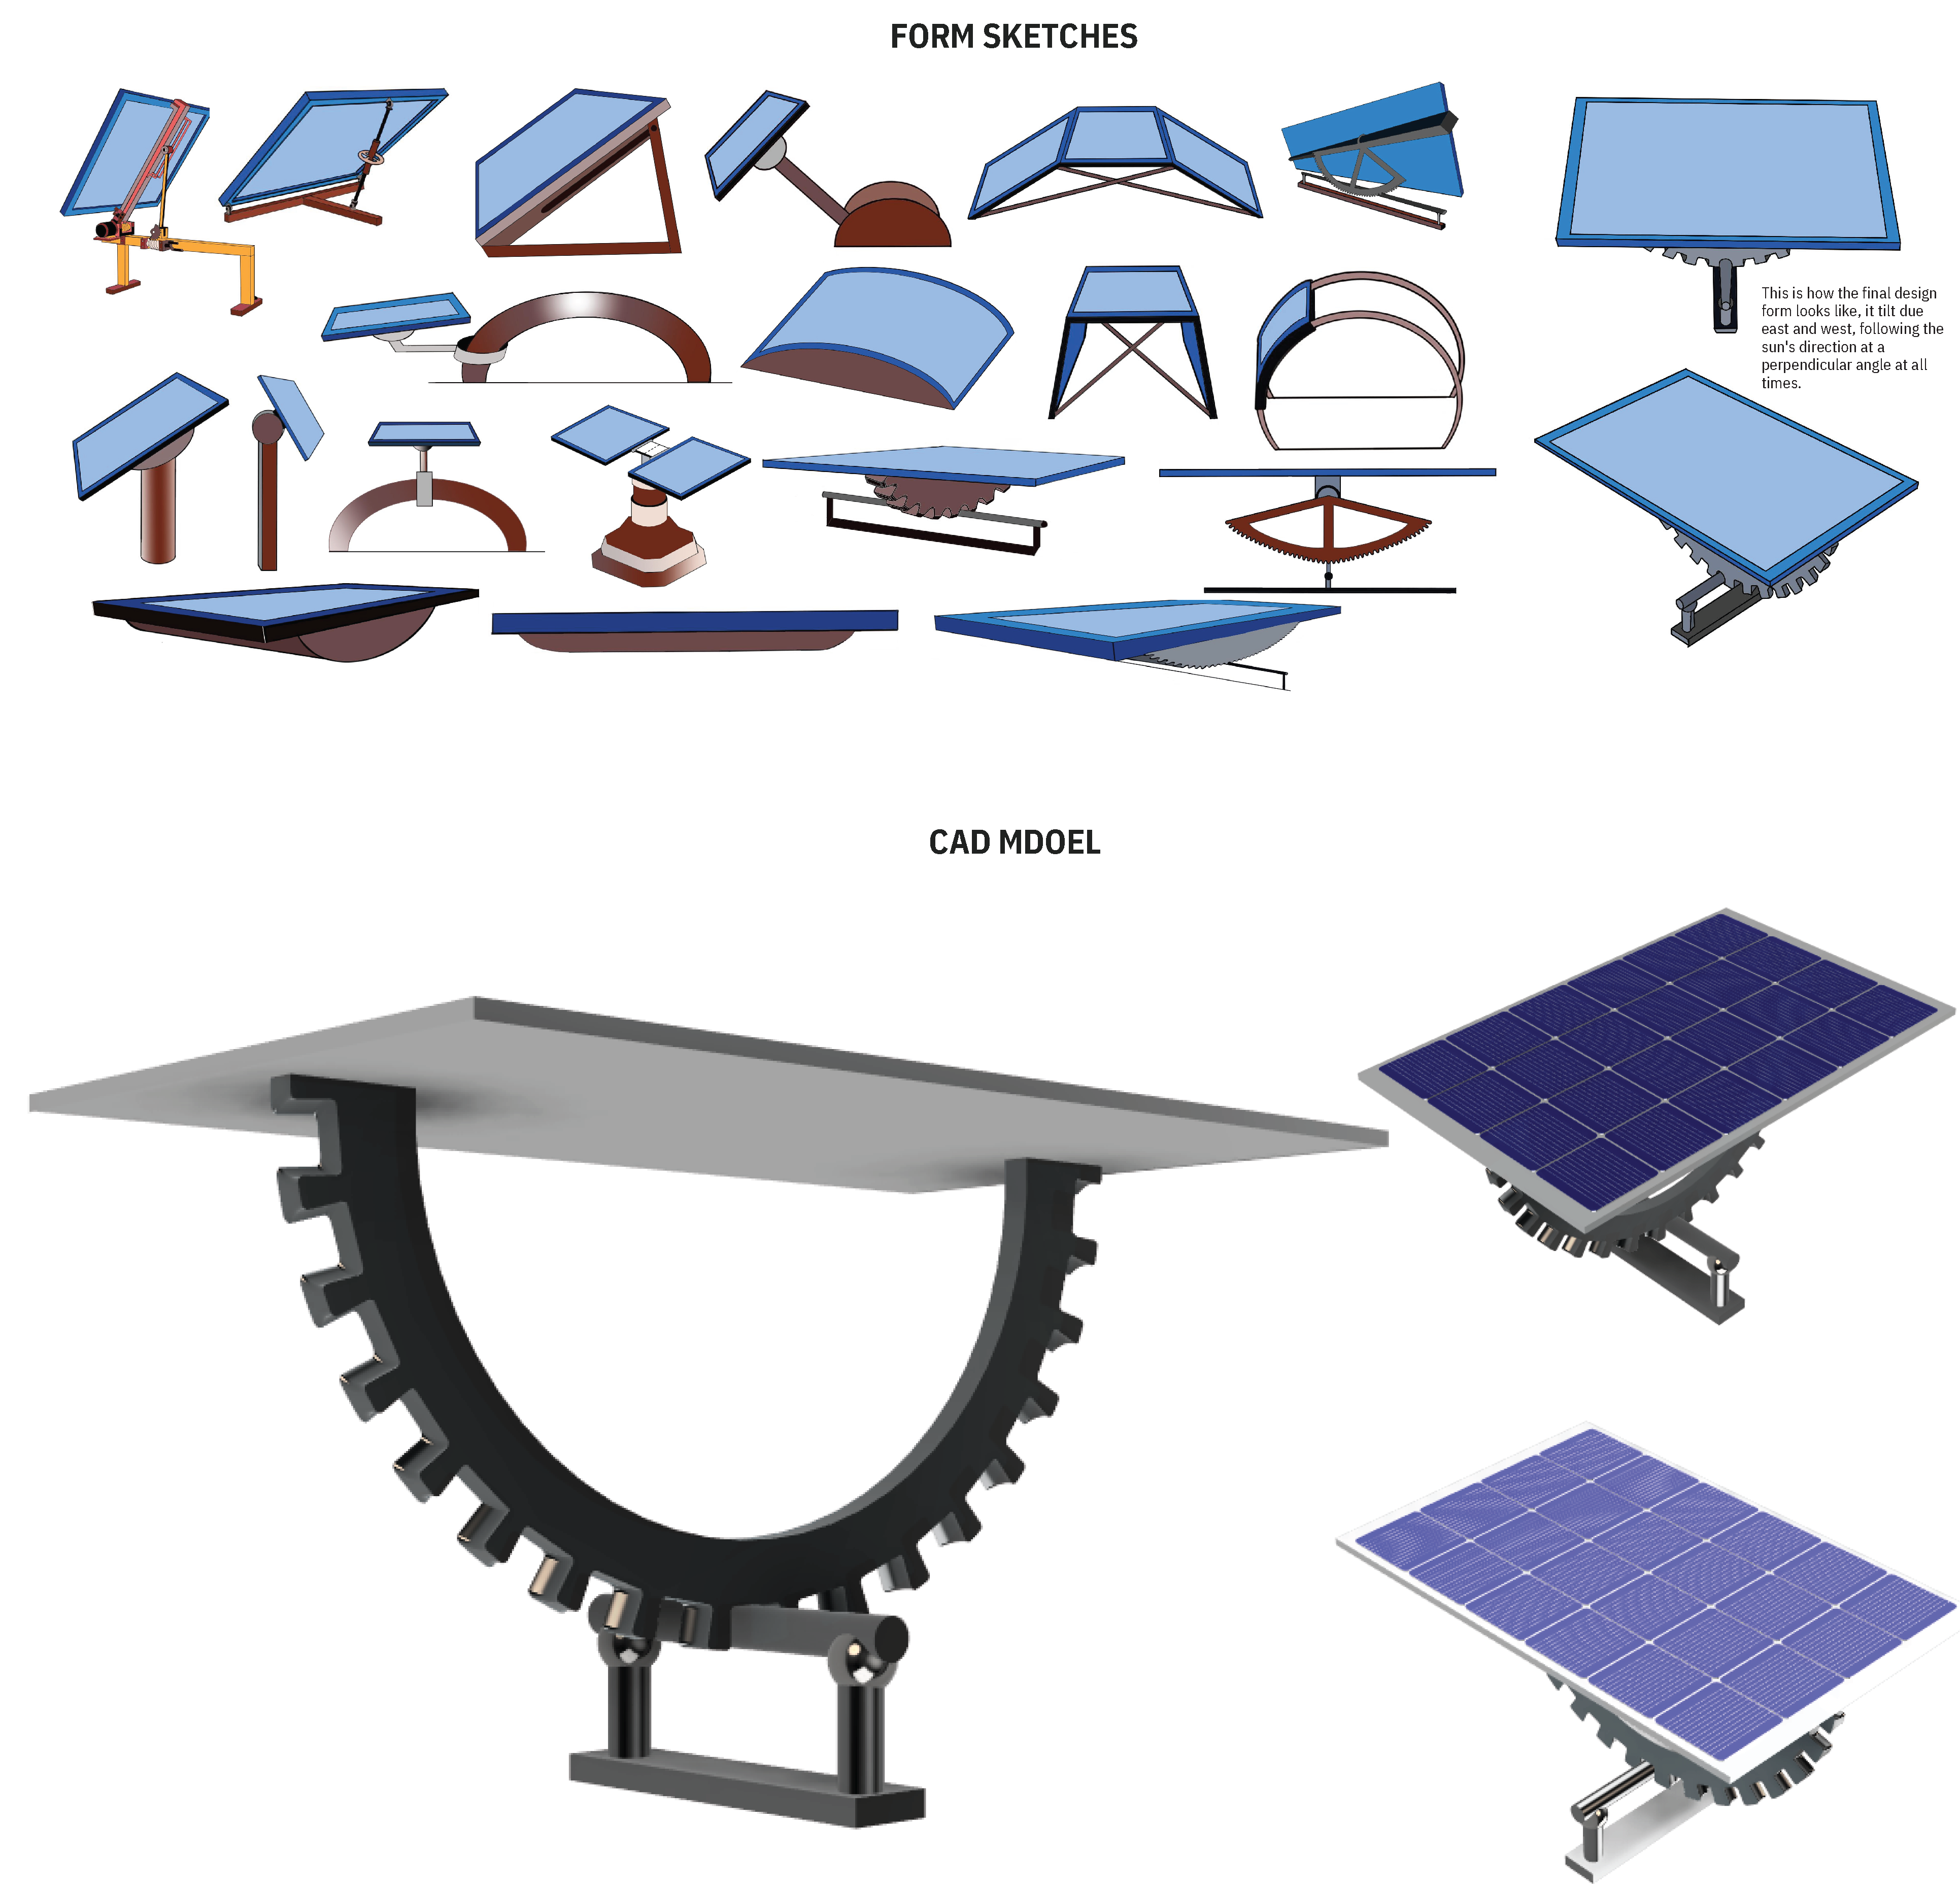 FORM SKETCHES
This is how the final design
form looks like, it tilt due
east and west, following the
sun's direction at a
perpendicular angle at all
times.
CAD MDOEL